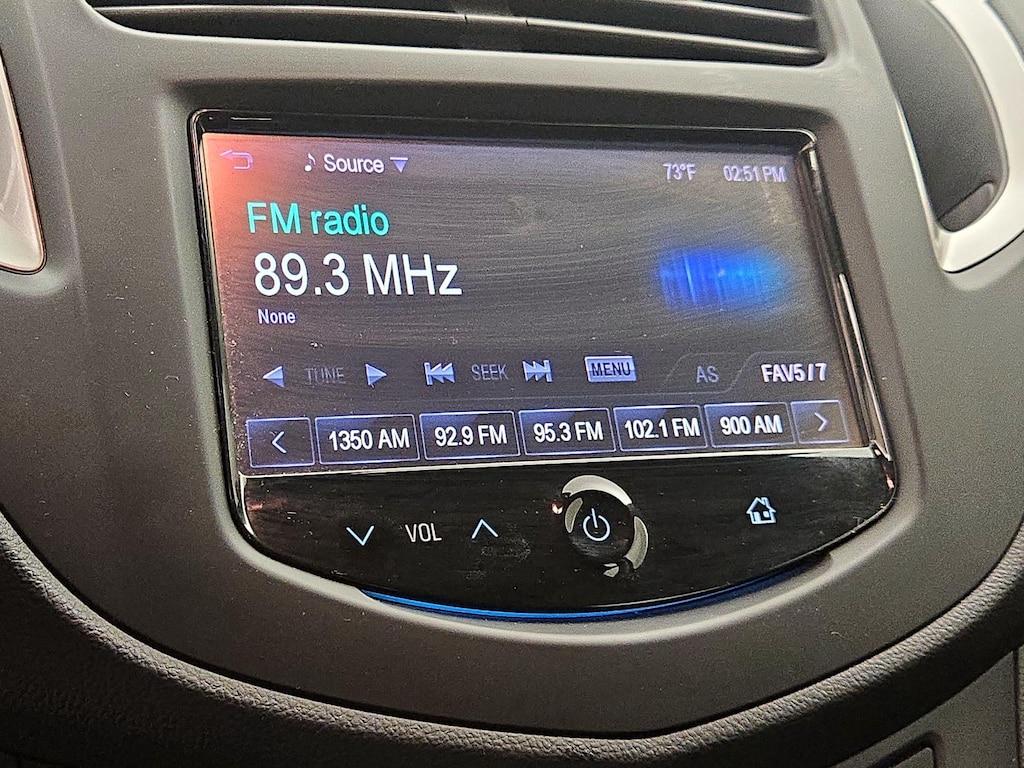 Source 73°F 02:51 PM
FM radio
89.3 MHz
None
TUNE SEEK MENU AS FAV5/7
1350 AM 92.9 FM 95.3 FM 102.1 FM 900 AM
VOL